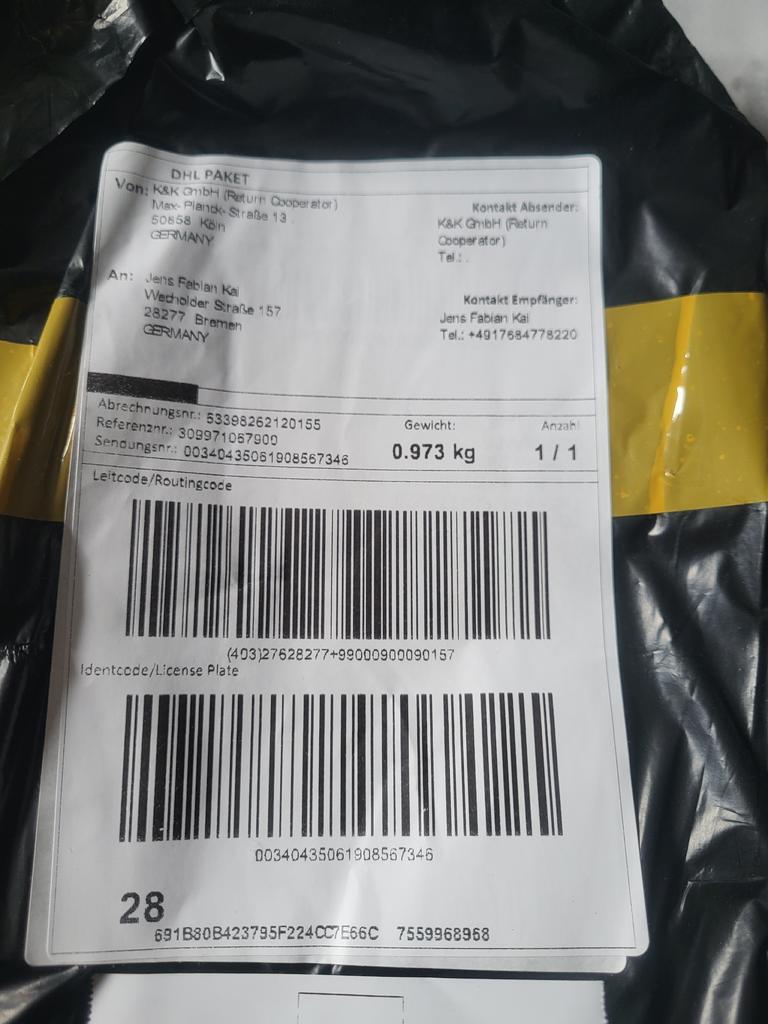 DHL PAKET
Von: K&K GmbH (Return Cooperator)
Max-Planck-Straße 13
50858 Köln
GERMANY
Kontakt Absender:
K&K GmbH (Return
Cooperator)
Tel.: .
An: Jens Fabian Kai
Wacholder Straße 157
28277 Bremen
GERMANY
Kontakt Empfänger:
Jens Fabian Kai
Tel.: +4917684778220
Abrechnungsnr.: 53398262120155
Referenznr.: 309971067900
Sendungsnr.: 00340435061908567346
Gewicht:
0.973 kg
Anzahl
1 / 1
Leitcode/Routingcode
(403)27628277+99000900090157
Identcode/License Plate
00340435061908567346
28
691B80B423795F224CC7E66C 7559968968